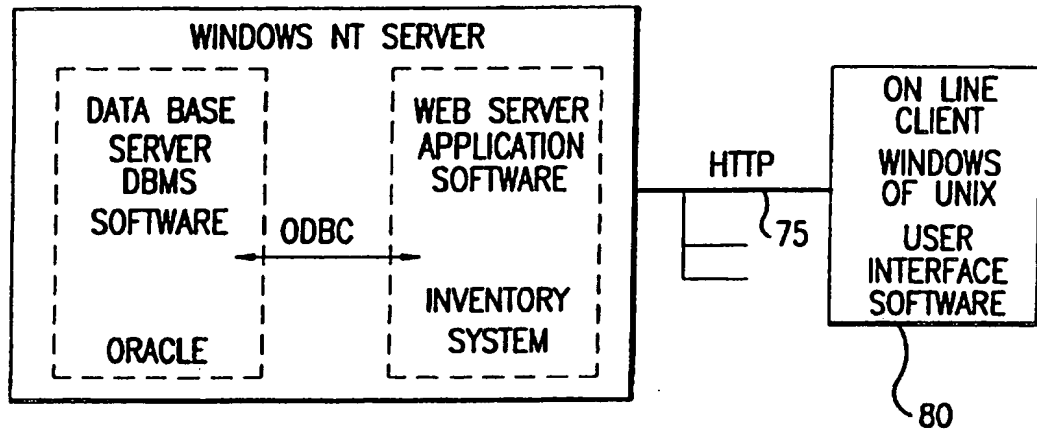 WINDOWS NT SERVER
DATA BASE
SERVER
DBMS
SOFTWARE
ORACLE
ODBC
WEB SERVER
APPLICATION
SOFTWARE
INVENTORY
SYSTEM
HTTP
75
ON LINE
CLIENT
WINDOWS
OF UNIX
USER
INTERFACE
SOFTWARE
80